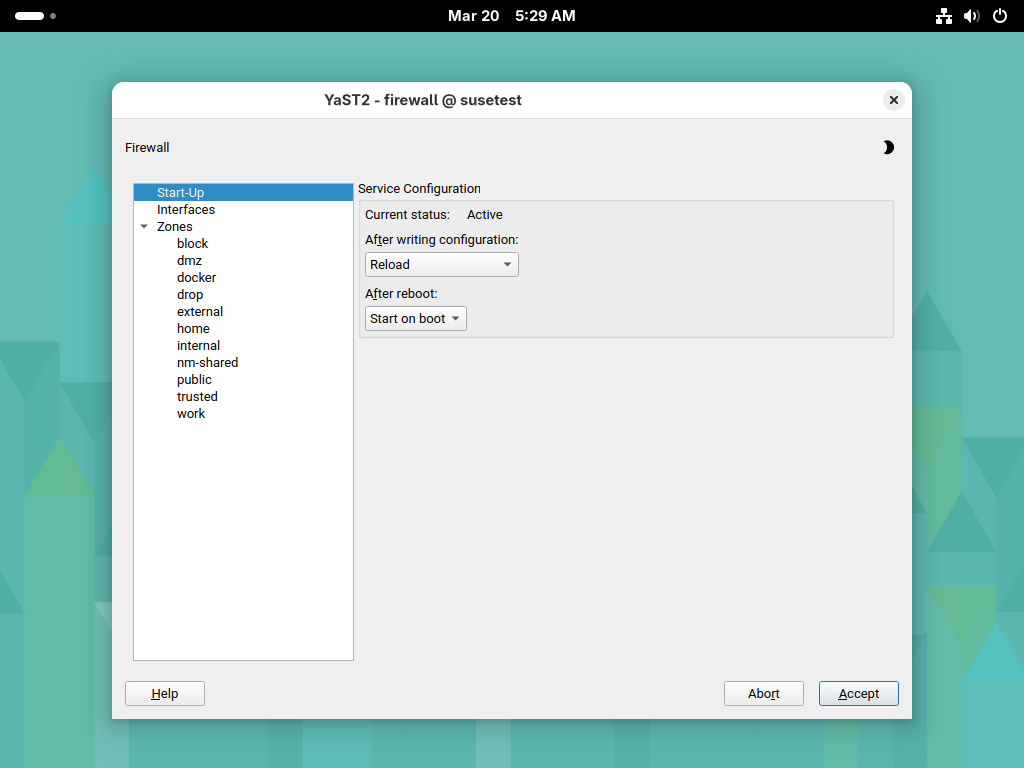 Mar 20 5:29 AM
YaST2 - firewall @ susetest
Firewall
Start-Up
Interfaces
Zones
block
dmz
docker
drop
external
home
internal
nm-shared
public
trusted
work
Service Configuration
Current status: Active
After writing configuration:
Reload
After reboot:
Start on boot
Help
Abort
Accept